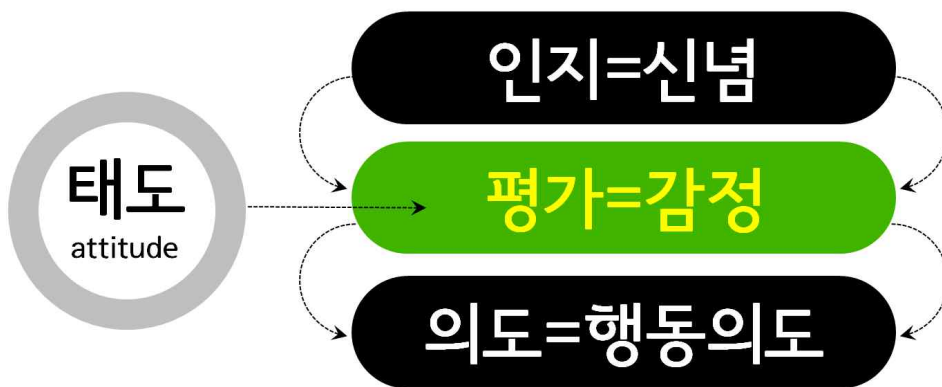 인지=신념
태도
attitude
평가=감정
의도=행동의도